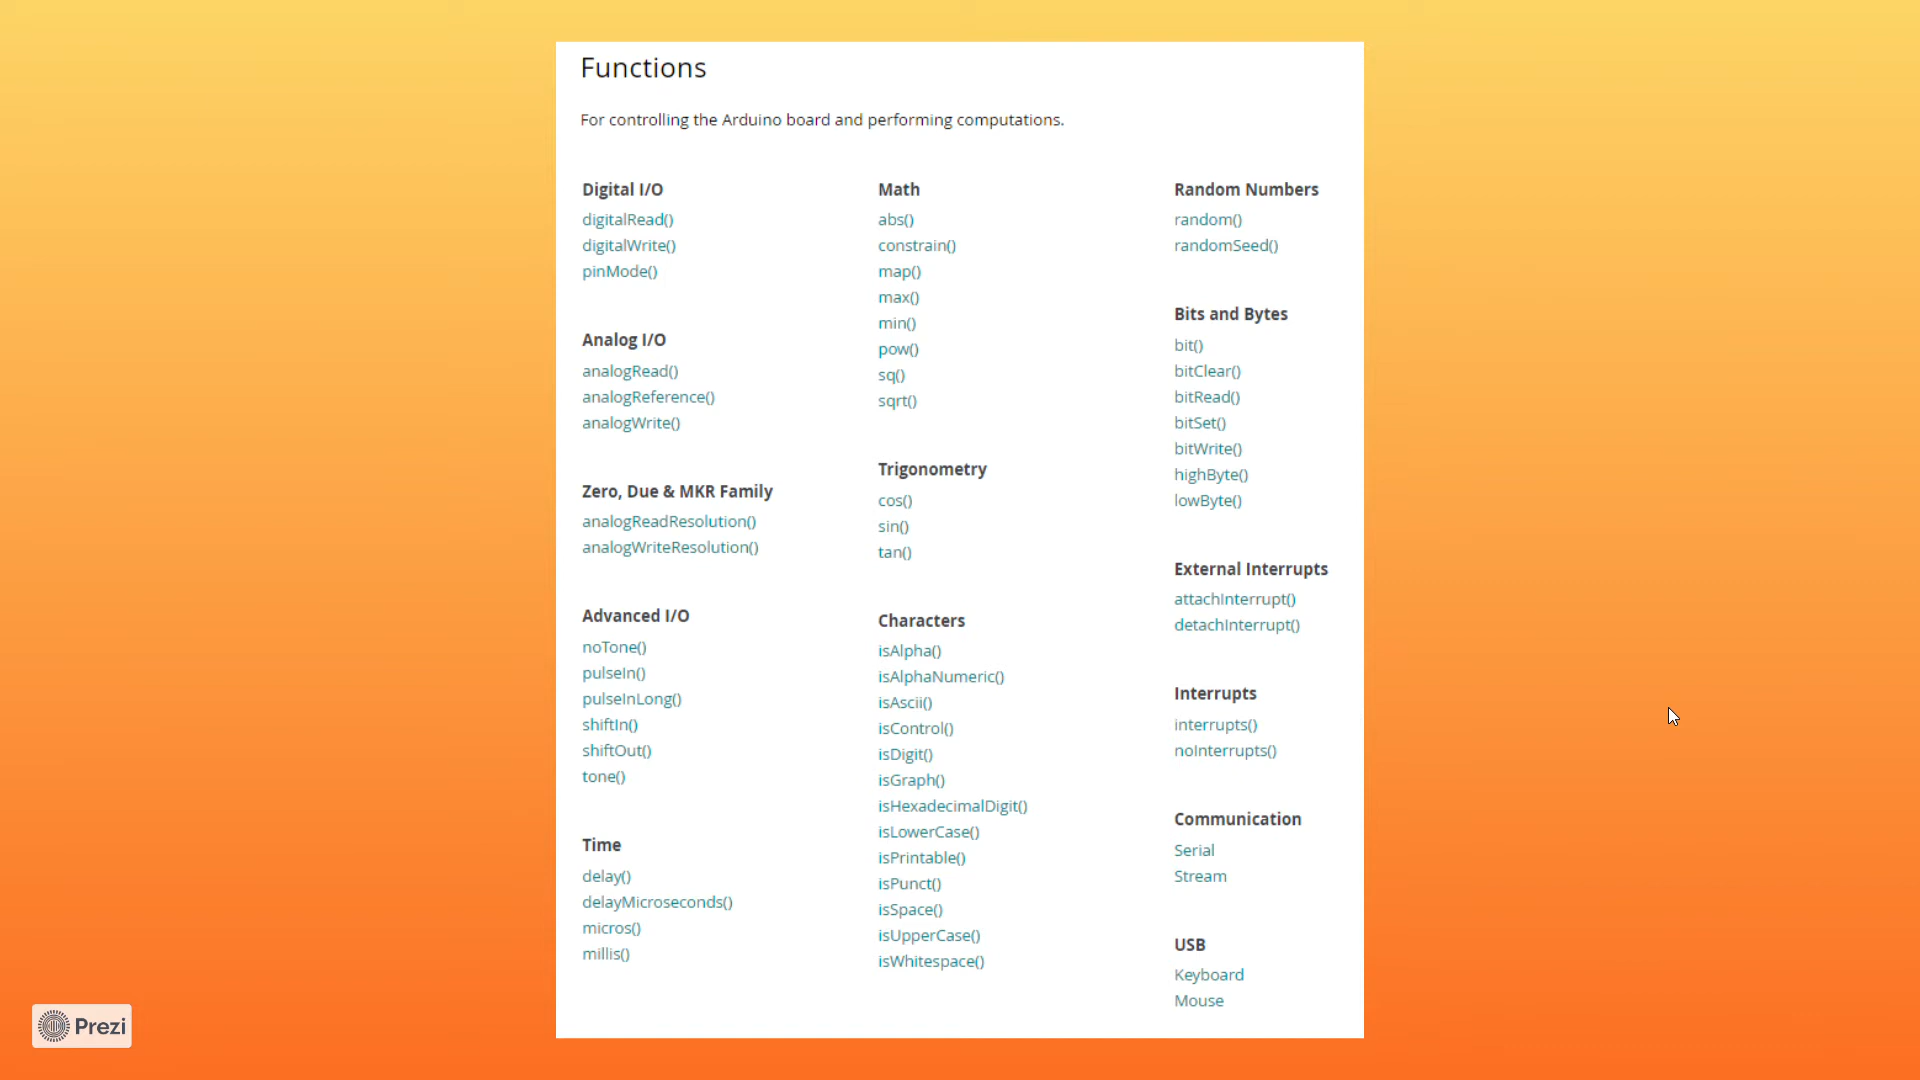 Functions
For controlling the Arduino board and performing computations.
Digital I/O
digitalRead()
digitalWrite()
pinMode()
Analog I/O
analogRead()
analogReference()
analogWrite()
Zero, Due & MKR Family
analogReadResolution()
analogWriteResolution()
Advanced I/O
noTone()
pulseIn()
pulseInLong()
shiftIn()
shiftOut()
tone()
Time
delay()
delayMicroseconds()
micros()
millis()
Math
abs()
constrain()
map()
max()
min()
pow()
sq()
sqrt()
Trigonometry
cos()
sin()
tan()
Characters
isAlpha()
isAlphaNumeric()
isAscii()
isControl()
isDigit()
isGraph()
isHexadecimalDigit()
isLowerCase()
isPrintable()
isPunct()
isSpace()
isUpperCase()
isWhitespace()
Random Numbers
random()
randomSeed()
Bits and Bytes
bit()
bitClear()
bitRead()
bitSet()
bitWrite()
highByte()
lowByte()
External Interrupts
attachInterrupt()
detachInterrupt()
Interrupts
interrupts()
noInterrupts()
Communication
Serial
Stream
USB
Keyboard
Mouse
Prezi